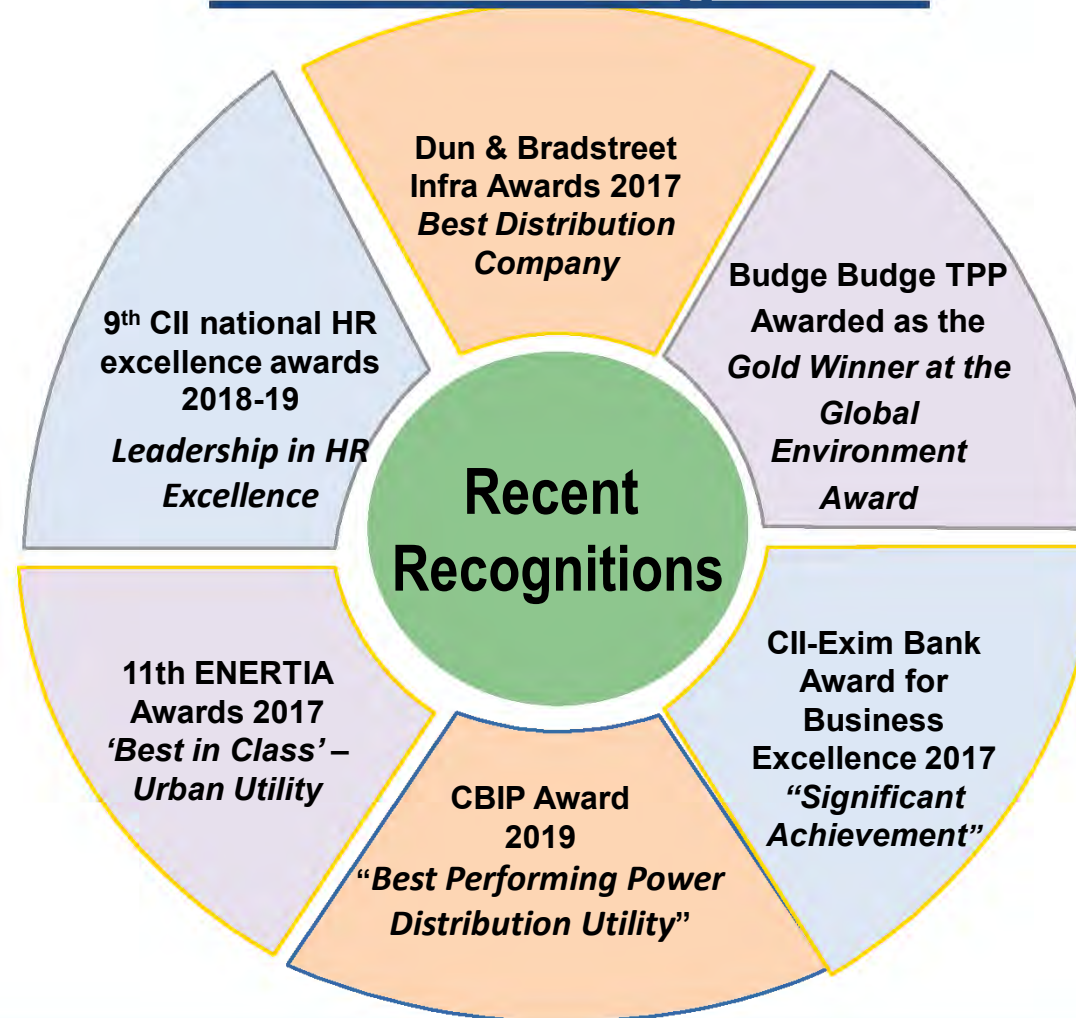 Dun & Bradstreet
Infra Awards 2017
Best Distribution
Company
Budge Budge TPP
Awarded as the
Gold Winner at the
Global
Environment
Award
CII-Exim Bank
Award for
Business
Excellence 2017
“Significant
Achievement”
CBIP Award
2019
“Best Performing Power
Distribution Utility”
11th ENERTIA
Awards 2017
‘Best in Class’ –
Urban Utility
9th CII national HR
excellence awards
2018-19
Leadership in HR
Excellence
Recent
Recognitions